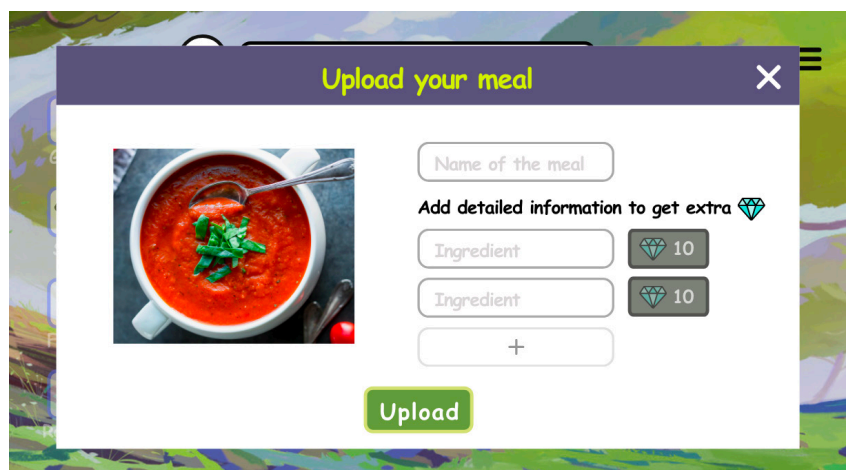 Upload your meal
Name of the meal
Add detailed information to get extra
Ingredient
10
Ingredient
10
+
Upload